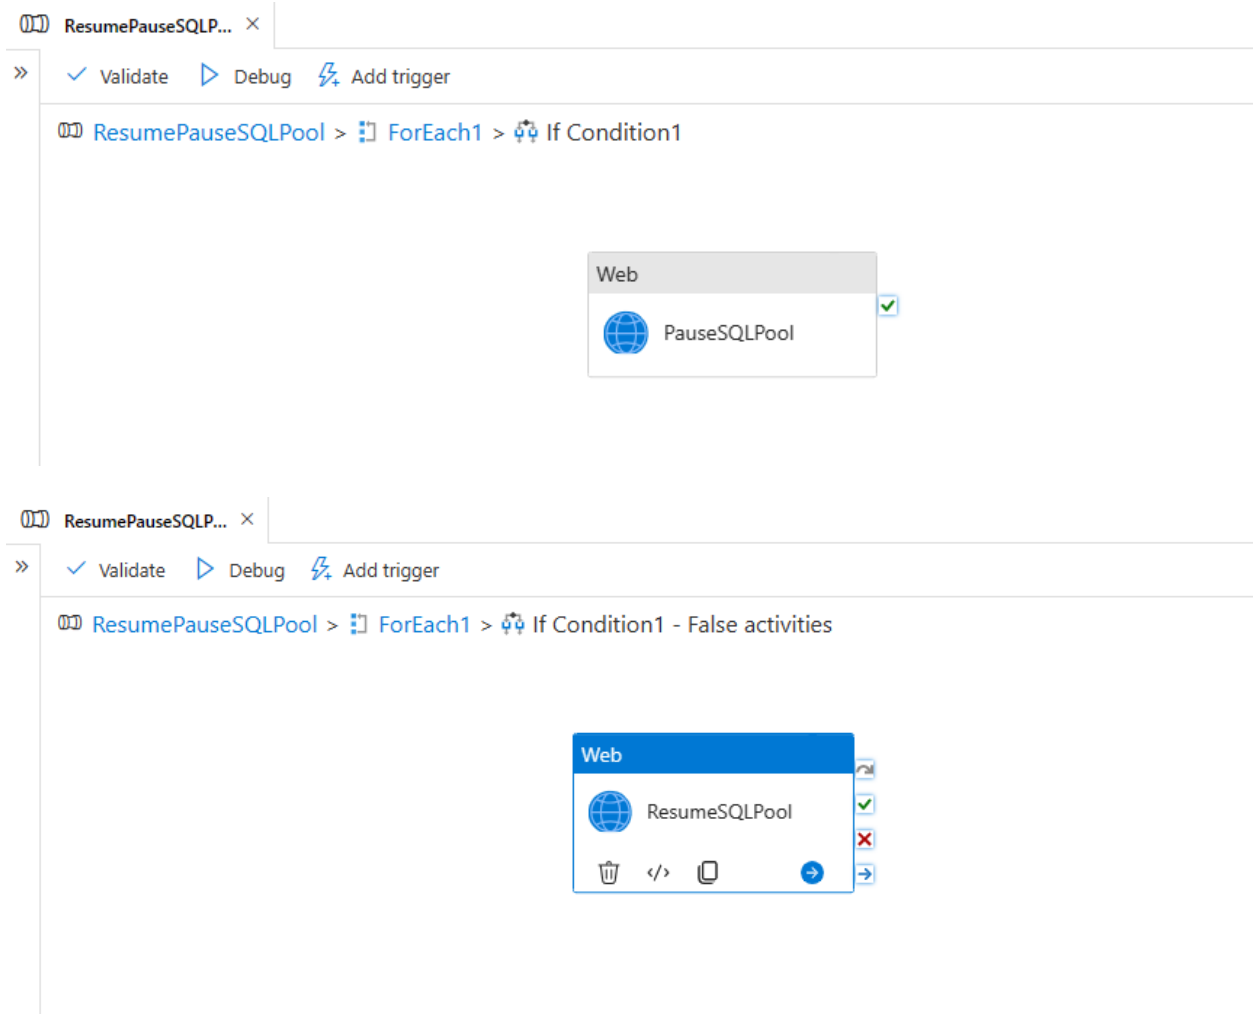 ResumePauseSQLP...
Validate Debug Add trigger
ResumePauseSQLPool > ForEach1 > If Condition1
Web
PauseSQLPool
ResumePauseSQLP...
Validate Debug Add trigger
ResumePauseSQLPool > ForEach1 > If Condition1 - False activities
Web
ResumeSQLPool